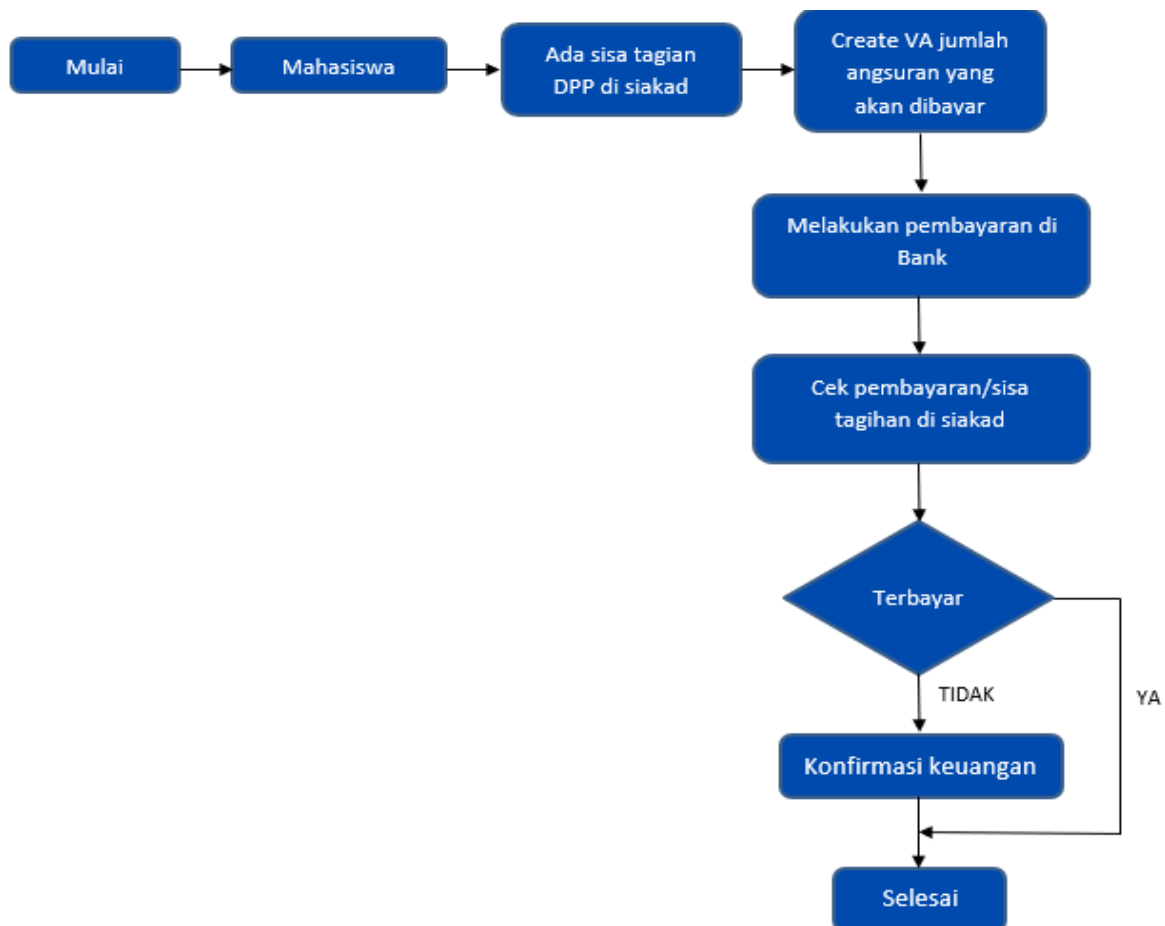 Mulai
Mahasiswa
Ada sisa tagian
DPP di siakad
Create VA jumlah
angsuran yang
akan dibayar
Melakukan pembayaran di
Bank
Cek pembayaran/sisa
tagihan di siakad
Terbayar
TIDAK
YA
Konfirmasi keuangan
Selesai